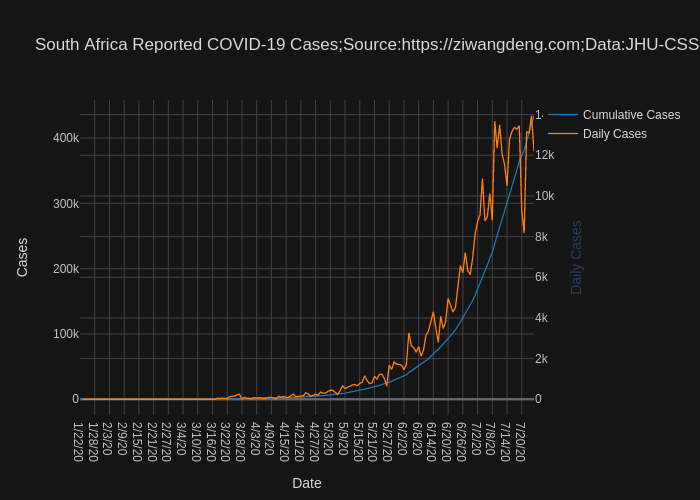 South Africa Reported COVID-19 Cases;Source:https://ziwangdeng.com;Data:JHU-CSS
Cumulative Cases
Daily Cases
400k
300k
200k
100k
0
Cases
12k
10k
8k
6k
4k
2k
0
Daily Cases
1/22/20
1/28/20
2/3/20
2/9/20
2/15/20
2/21/20
2/27/20
3/4/20
3/10/20
3/16/20
3/22/20
3/28/20
4/3/20
4/9/20
4/15/20
4/21/20
4/27/20
5/3/20
5/9/20
5/15/20
5/21/20
5/27/20
6/2/20
6/8/20
6/14/20
6/20/20
6/26/20
7/2/20
7/8/20
7/14/20
7/20/20
Date